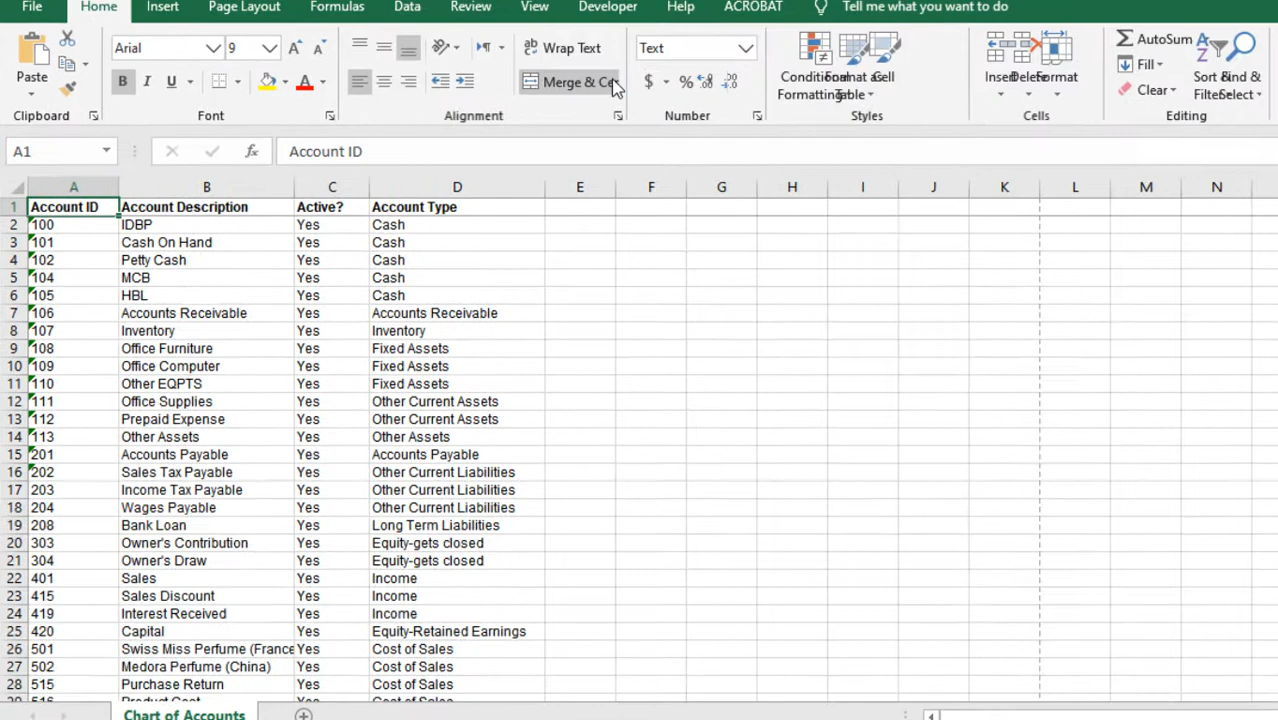 File Home Insert Page Layout Formulas Data Review View Developer Help ACROBAT Tell me what you want to do
Paste
Clipboard
Arial 9
B I U A
Font
Wrap Text
Merge & Ce
Alignment
Text
$ %
Number
Conditional Format as Cell
Formatting Table
Styles
Insert Delete Format
Cells
AutoSum
Fill
Clear
Sort & Find &
Filter Select
Editing
A1 fx Account ID
A B C D E F G H I J K L M N
1 Account ID Account Description Active? Account Type
2 100 IDBP Yes Cash
3 101 Cash On Hand Yes Cash
4 102 Petty Cash Yes Cash
5 104 MCB Yes Cash
6 105 HBL Yes Cash
7 106 Accounts Receivable Yes Accounts Receivable
8 107 Inventory Yes Inventory
9 108 Office Furniture Yes Fixed Assets
10 109 Office Computer Yes Fixed Assets
11 110 Other EQPTS Yes Fixed Assets
12 111 Office Supplies Yes Other Current Assets
13 112 Prepaid Expense Yes Other Current Assets
14 113 Other Assets Yes Other Assets
15 201 Accounts Payable Yes Accounts Payable
16 202 Sales Tax Payable Yes Other Current Liabilities
17 203 Income Tax Payable Yes Other Current Liabilities
18 204 Wages Payable Yes Other Current Liabilities
19 208 Bank Loan Yes Long Term Liabilities
20 303 Owner's Contribution Yes Equity-gets closed
21 304 Owner's Draw Yes Equity-gets closed
22 401 Sales Yes Income
23 415 Sales Discount Yes Income
24 419 Interest Received Yes Income
25 420 Capital Yes Equity-Retained Earnings
26 501 Swiss Miss Perfume (France Yes Cost of Sales
27 502 Medora Perfume (China) Yes Cost of Sales
28 515 Purchase Return Yes Cost of Sales
29 516 Product Cost Yes Cost of Sales
Chart of Accounts